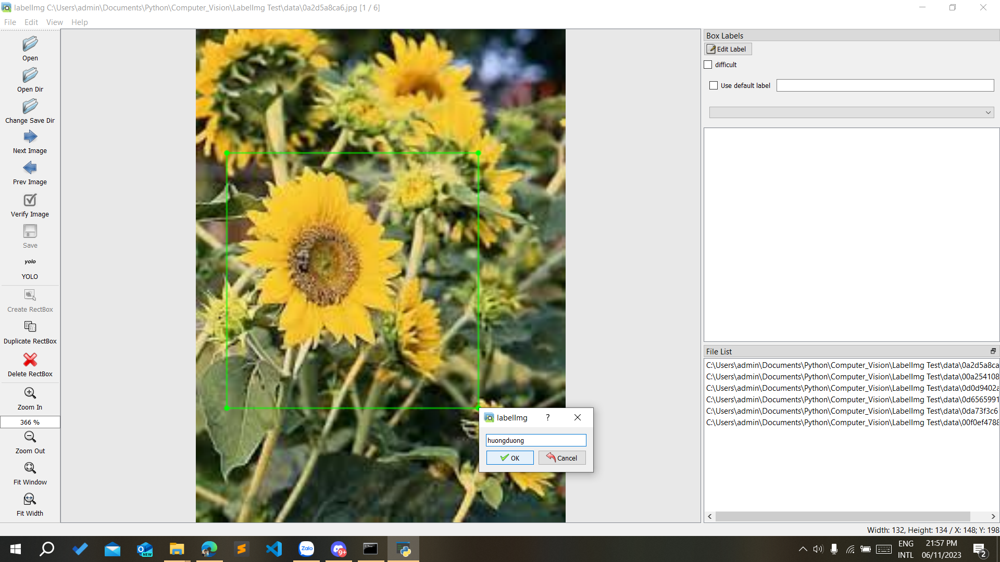 labelImg C:\Users\admin\Documents\Python\Computer_Vision\LabelImg Test\data\0a2d5a8ca6.jpg [1 / 6]
File Edit View Help
Open
Open Dir
Change Save Dir
Next Image
Prev Image
Verify Image
Save
yolo
YOLO
Create RectBox
Duplicate RectBox
Delete RectBox
Zoom In
366 %
Zoom Out
Fit Window
Fit Width
labelImg ?
huongduong
OK Cancel
Box Labels
Edit Label
difficult
Use default label
File List
C:\Users\admin\Documents\Python\Computer_Vision\LabelImg Test\data\0a2d5a8ca
C:\Users\admin\Documents\Python\Computer_Vision\LabelImg Test\data\00a254108
C:\Users\admin\Documents\Python\Computer_Vision\LabelImg Test\data\0d0d9402a
C:\Users\admin\Documents\Python\Computer_Vision\LabelImg Test\data\0d6565991
C:\Users\admin\Documents\Python\Computer_Vision\LabelImg Test\data\0da73f3c6
C:\Users\admin\Documents\Python\Computer_Vision\LabelImg Test\data\00f0ef4788
Width: 132, Height: 134 / X: 148; Y: 198
NEW
Zalo
9+
ENG
INTL
21:57 PM
06/11/2023
2